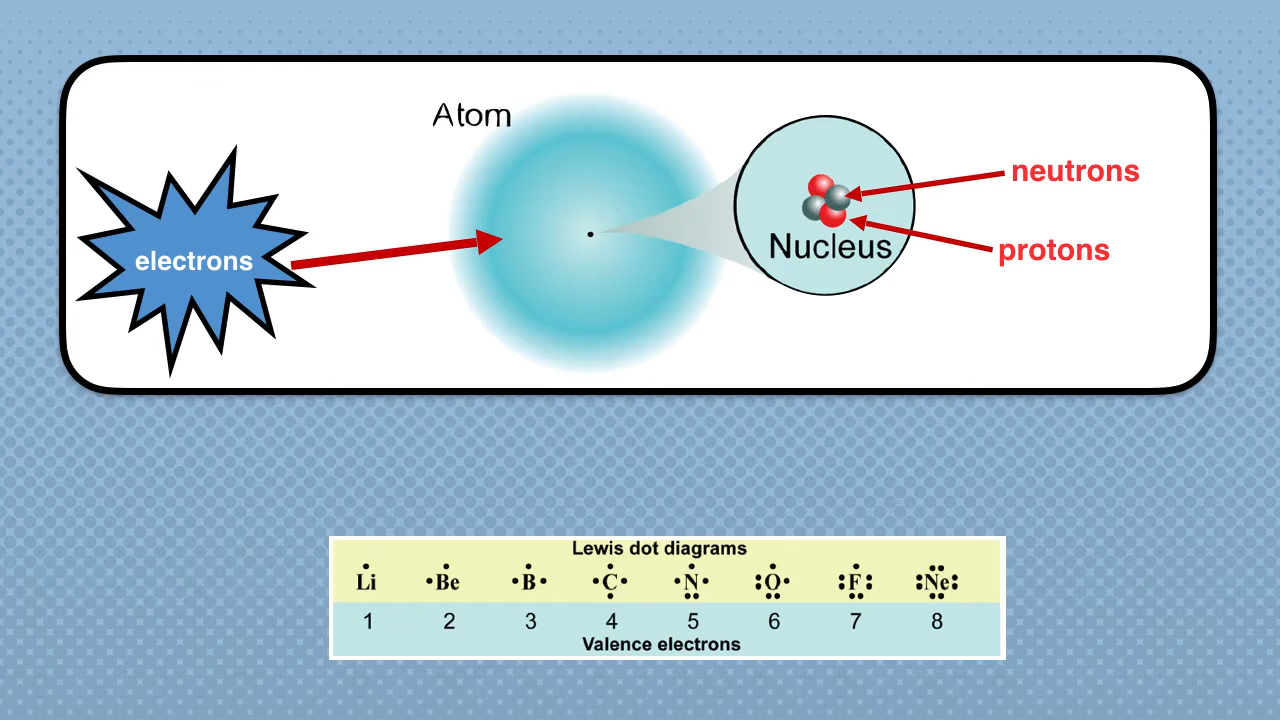 Atom
electrons
Nucleus
neutrons
protons
Lewis dot diagrams
Li Be B C N O F Ne
1 2 3 4 5 6 7 8
Valence electrons